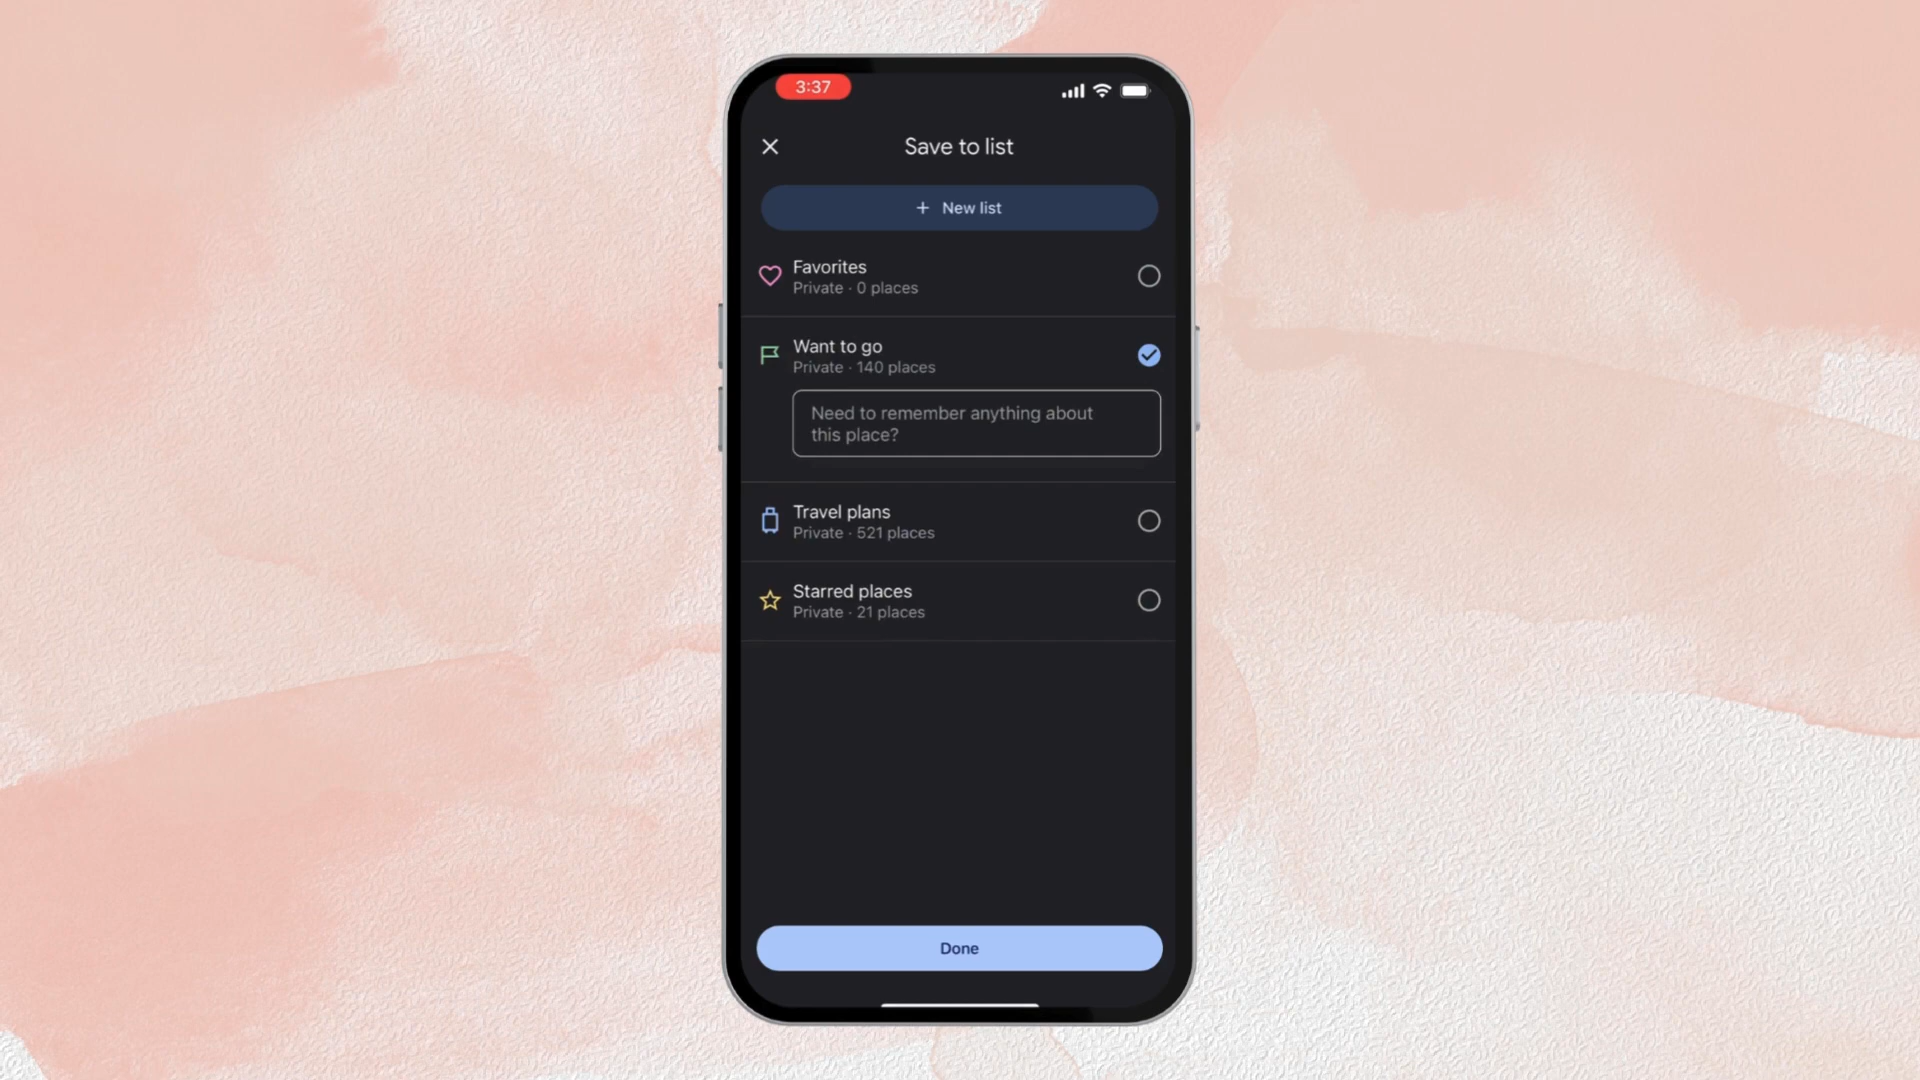 3:37
Save to list
+ New list
Favorites
Private · 0 places
Want to go
Private · 140 places
Need to remember anything about
this place?
Travel plans
Private · 521 places
Starred places
Private · 21 places
Done